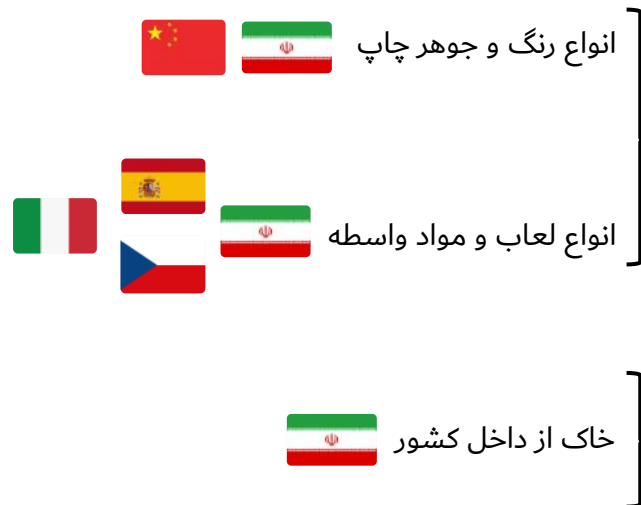 انواع رنگ و جوهر چاپ
انواع لعاب و مواد واسطه
خاک از داخل کشور